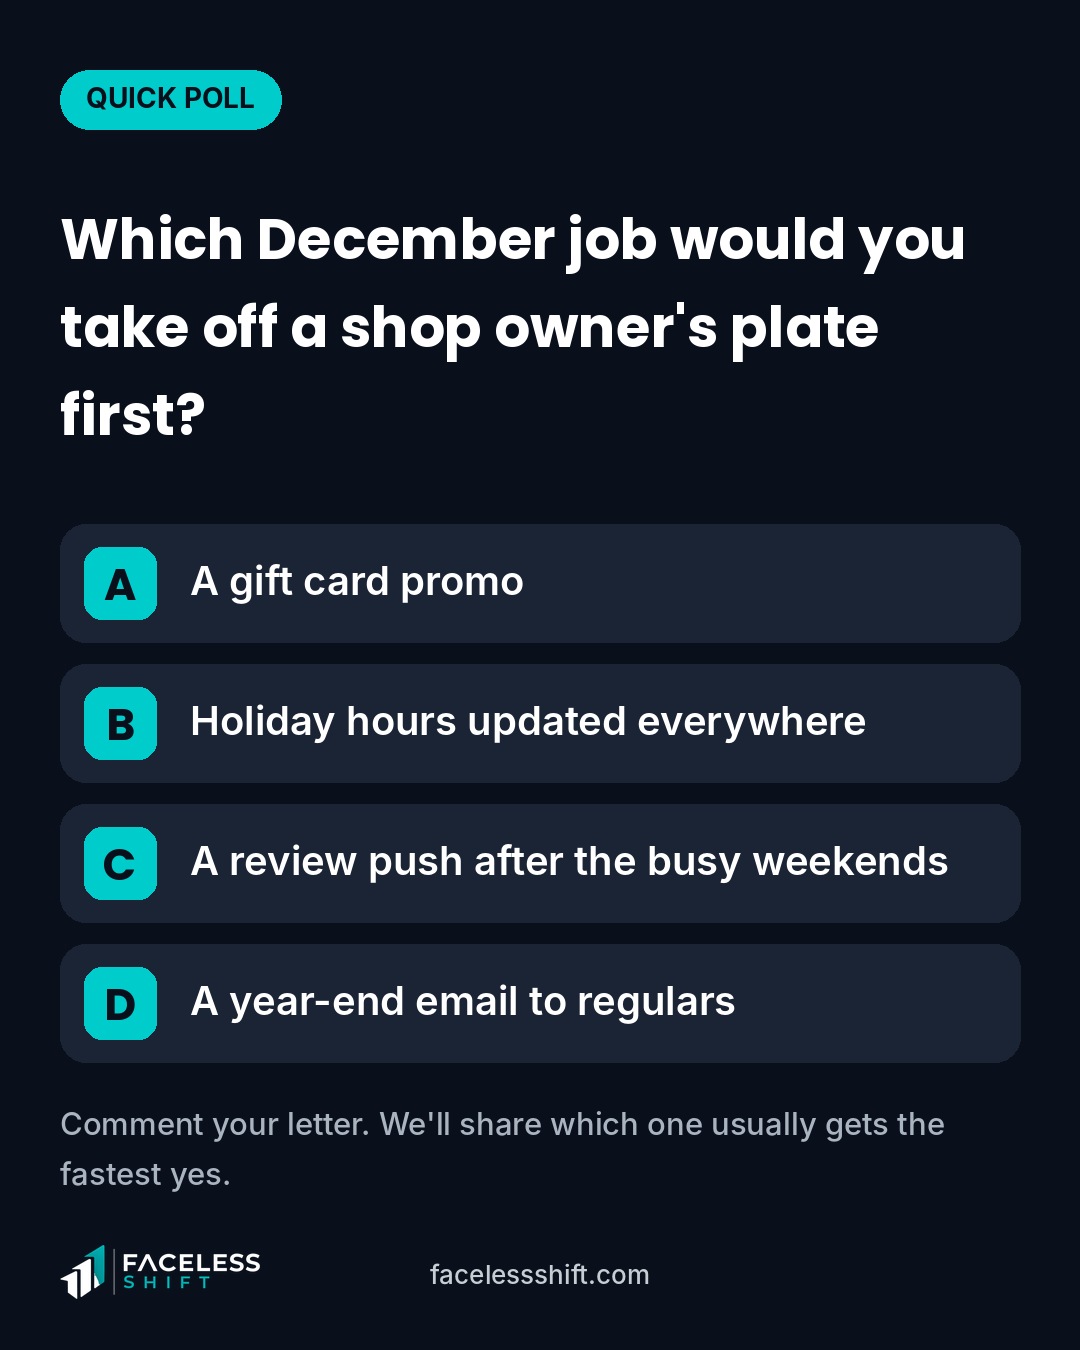 QUICK POLL
Which December job would you
take off a shop owner's plate
first?
A A gift card promo
B Holiday hours updated everywhere
C A review push after the busy weekends
D A year-end email to regulars
Comment your letter. We'll share which one usually gets the
fastest yes.
FACELESS
SHIFT
facelessshift.com